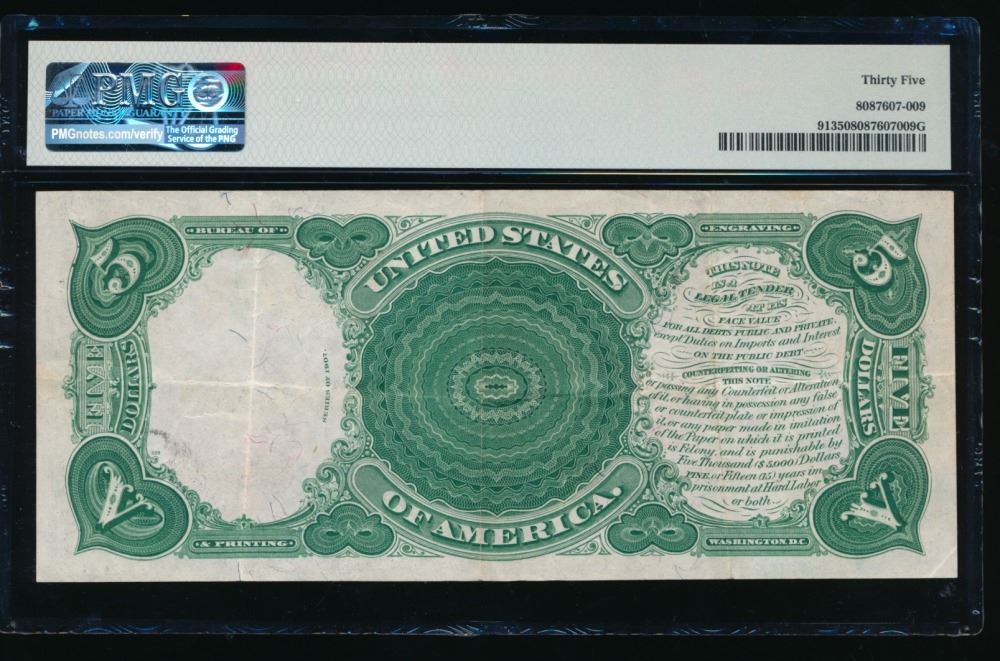 PMG
PAPER MONEY GUARANTY
PMGnotes.com/verify
The Official Grading
Service of the PNG
Thirty Five
8087607-009
913508087607009G
5
BUREAU OF
UNITED STATES
ENGRAVING
5
FIVE
DOLLARS
SERIES OF 1907.
THIS NOTE
IS A
LEGAL TENDER
AT ITS
FACE VALUE
FOR ALL DEBTS PUBLIC AND PRIVATE,
except Duties on Imports and Interest
ON THE PUBLIC DEBT
COUNTERFEITING OR ALTERING
THIS NOTE
or passing any Counterfeit or Alteration
of it, or having in possession any false
or counterfeit plate or impression of
it, or any paper made in imitation
of the Paper on which it is printed
is Felony, and is punishable by
Five Thousand ($5,000) Dollars
FINE, or Fifteen (15) years im
prisonment at Hard Labor
or both
DOLLARS
FIVE
V
& PRINTING
OF AMERICA.
WASHINGTON D.C.
V